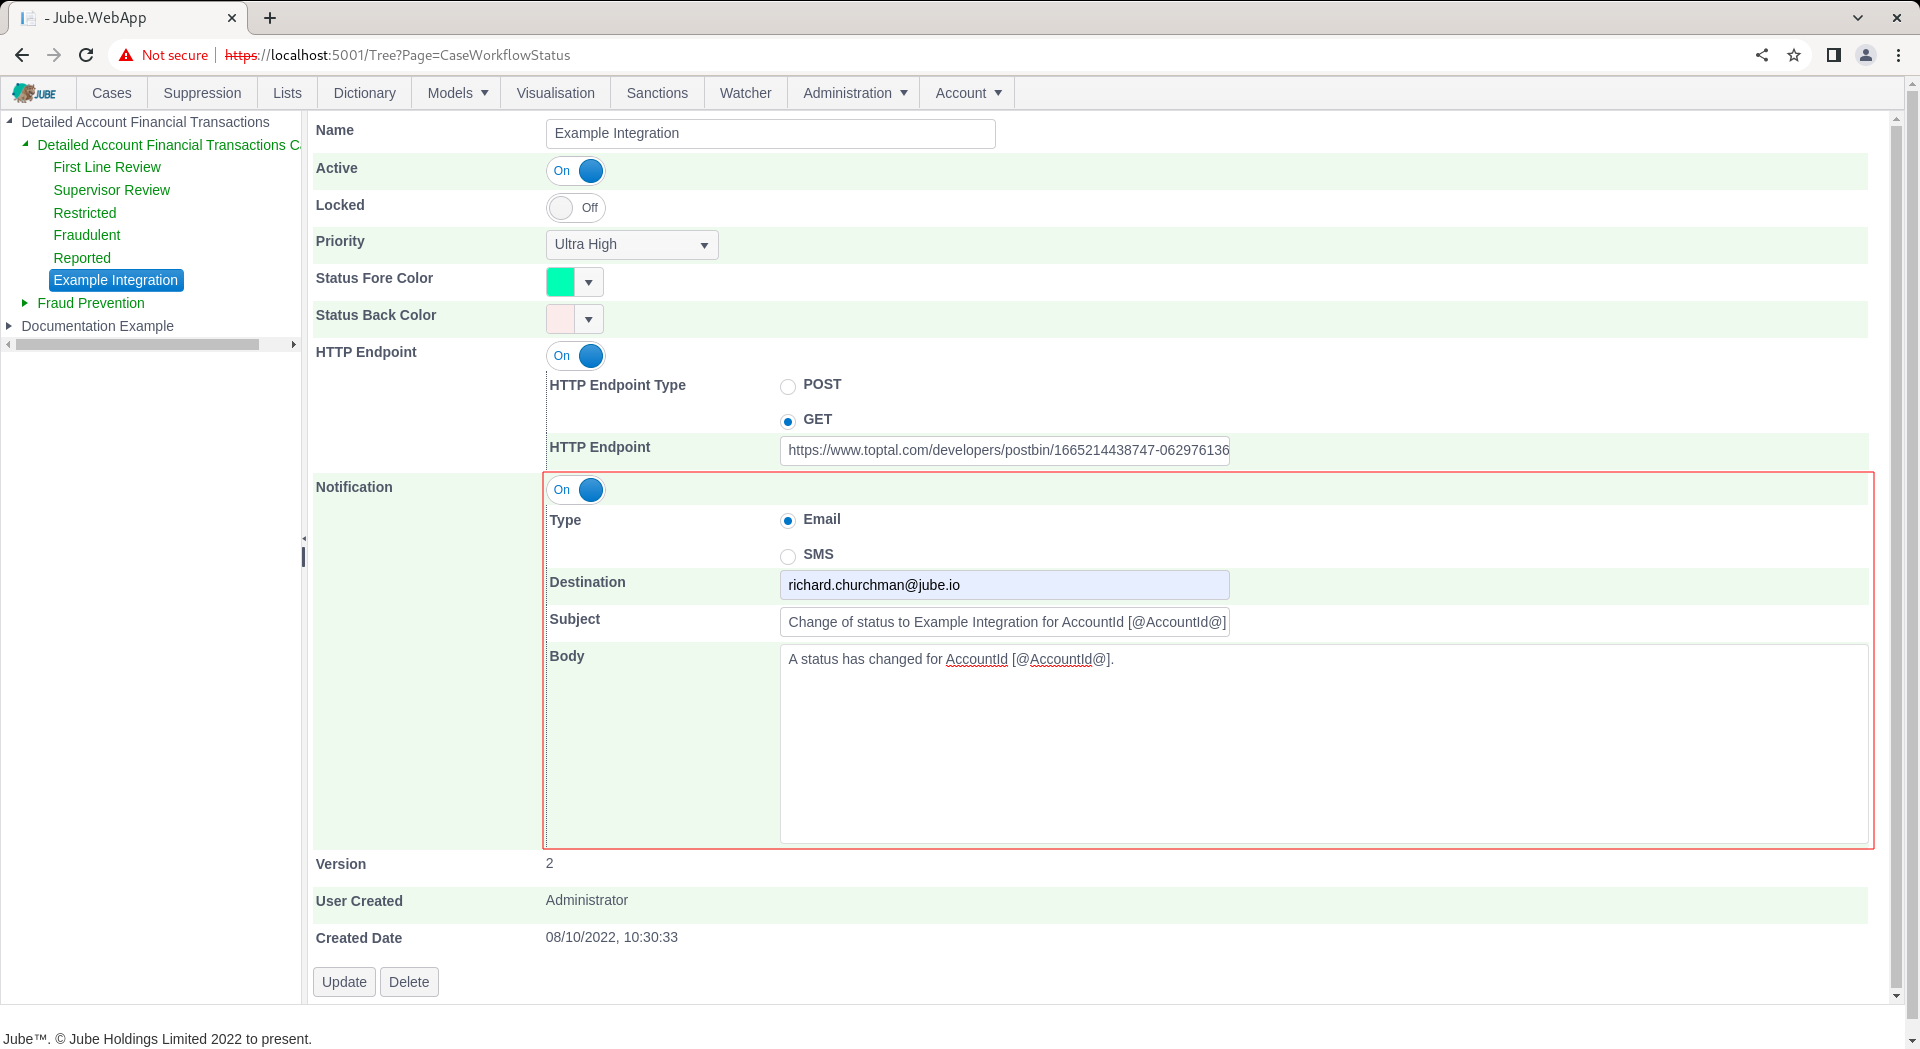 - Jube.WebApp
Not secure https://localhost:5001/Tree?Page=CaseWorkflowStatus
JUBE Cases Suppression Lists Dictionary Models Visualisation Sanctions Watcher Administration Account
Detailed Account Financial Transactions
Detailed Account Financial Transactions C
First Line Review
Supervisor Review
Restricted
Fraudulent
Reported
Example Integration
Fraud Prevention
Documentation Example
Name Example Integration
Active On
Locked Off
Priority Ultra High
Status Fore Color
Status Back Color
HTTP Endpoint On
HTTP Endpoint Type POST
GET
HTTP Endpoint https://www.toptal.com/developers/postbin/1665214438747-062976136
Notification On
Type Email
SMS
Destination richard.churchman@jube.io
Subject Change of status to Example Integration for AccountId [@AccountId@]
Body A status has changed for AccountId [@AccountId@].
Version 2
User Created Administrator
Created Date 08/10/2022, 10:30:33
Update Delete
Jube™. © Jube Holdings Limited 2022 to present.